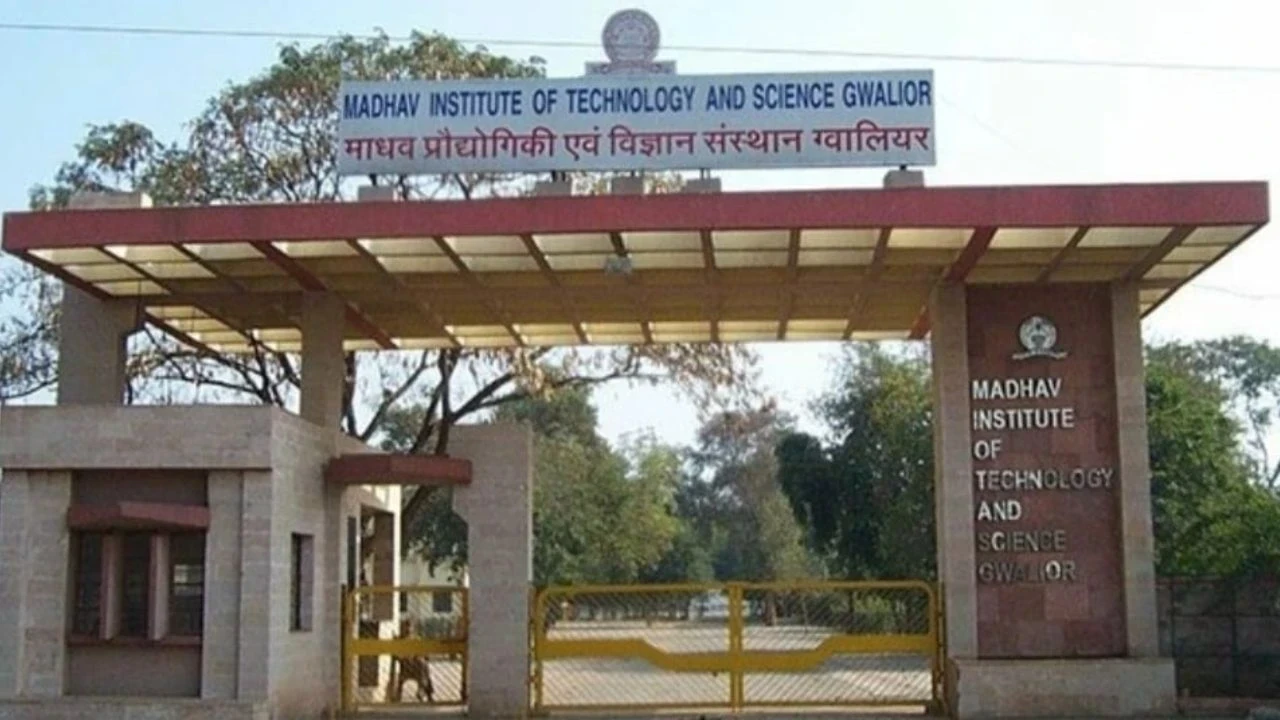 MADHAV INSTITUTE OF TECHNOLOGY AND SCIENCE GWALIOR
माधव प्रौद्योगिकी एवं विज्ञान संस्थान ग्वालियर
MADHAV
INSTITUTE
OF
TECHNOLOGY
AND
SCIENCE
GWALIOR